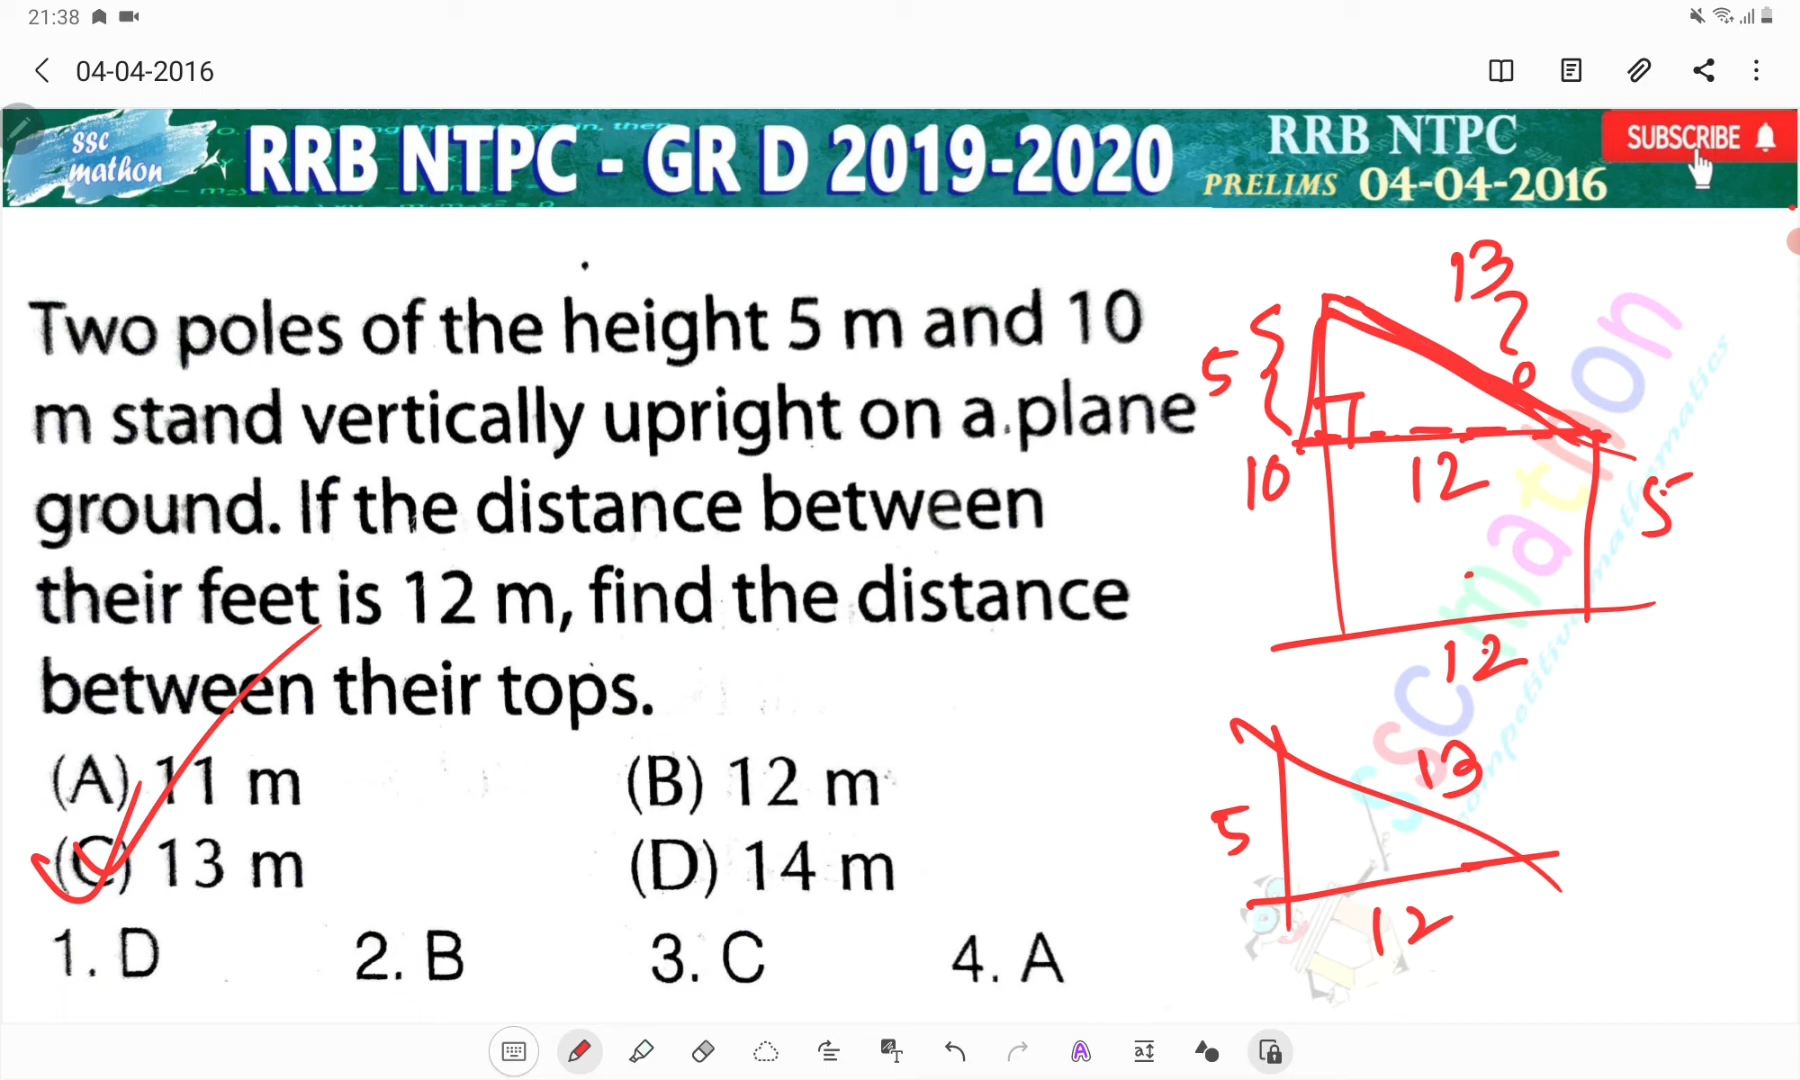 21:38
04-04-2016
ssc
mathon
RRB NTPC - GR D 2019-2020
RRB NTPC
PRELIMS 04-04-2016
SUBSCRIBE
Two poles of the height 5 m and 10
m stand vertically upright on a plane
ground. If the distance between
their feet is 12 m, find the distance
between their tops.
(A) 11 m
(B) 12 m
(C) 13 m
(D) 14 m
1. D
2. B
3. C
4. A
13
?
5
10
12
5
12
13
5
12
SSCmathon
competitive mathematics